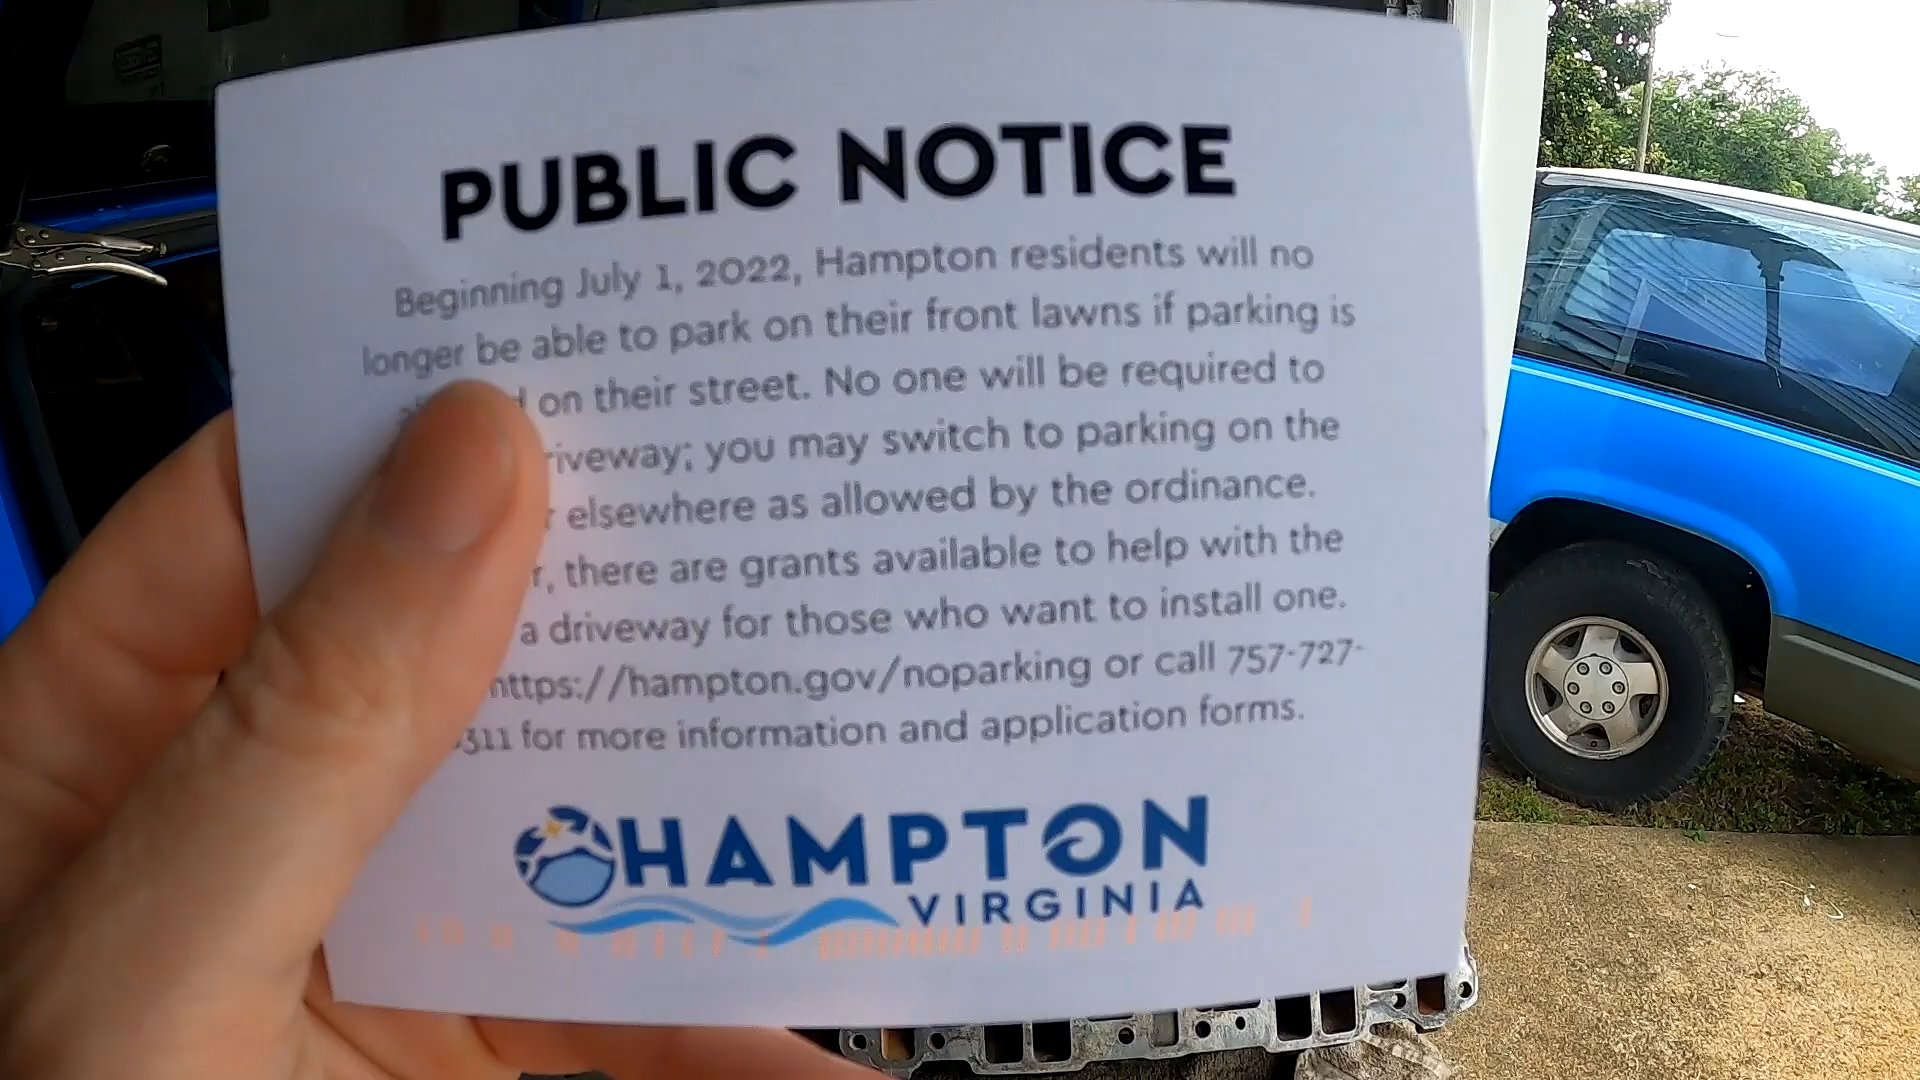 PUBLIC NOTICE
Beginning July 1, 2022, Hampton residents will no
longer be able to park on their front lawns if parking is
on their street. No one will be required to
you may switch to parking on the
elsewhere as allowed by the ordinance.
there are grants available to help with the
a driveway for those who want to install one.
https://hampton.gov/noparking or call 757-727-
311 for more information and application forms.
HAMPTON
VIRGINIA